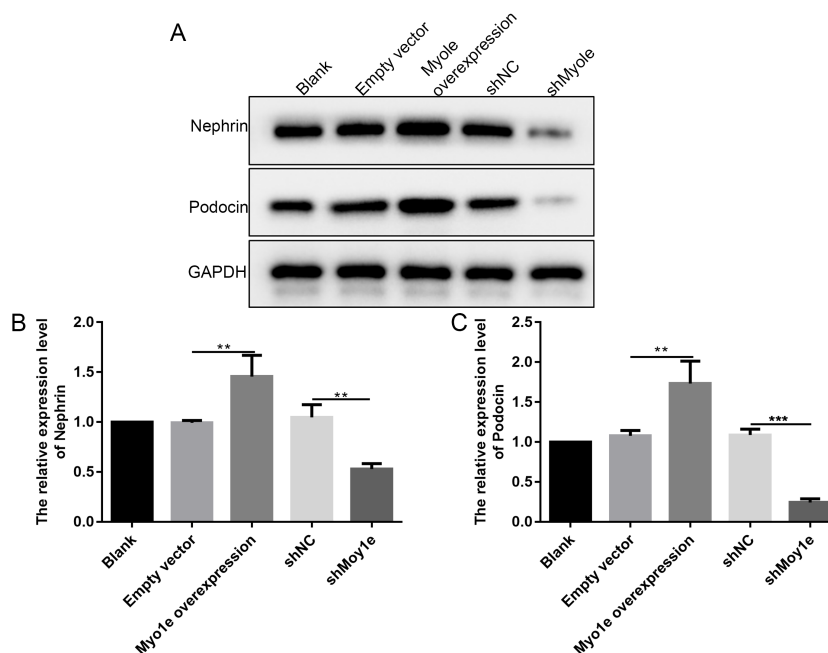 A
Blank
Empty vector
Myole
overexpression
shNC
shMyole
Nephrin
Podocin
GAPDH
B
The relative expression level
of Nephrin
2.0
1.5
1.0
0.5
0.0
**
**
Blank
Empty vector
Myo1e overexpression
shNC
shMoy1e
C
The relative expression level
of Podocin
2.5
2.0
1.5
1.0
0.5
0.0
**
***
Blank
Empty vector
Myo1e overexpression
shNC
shMoy1e